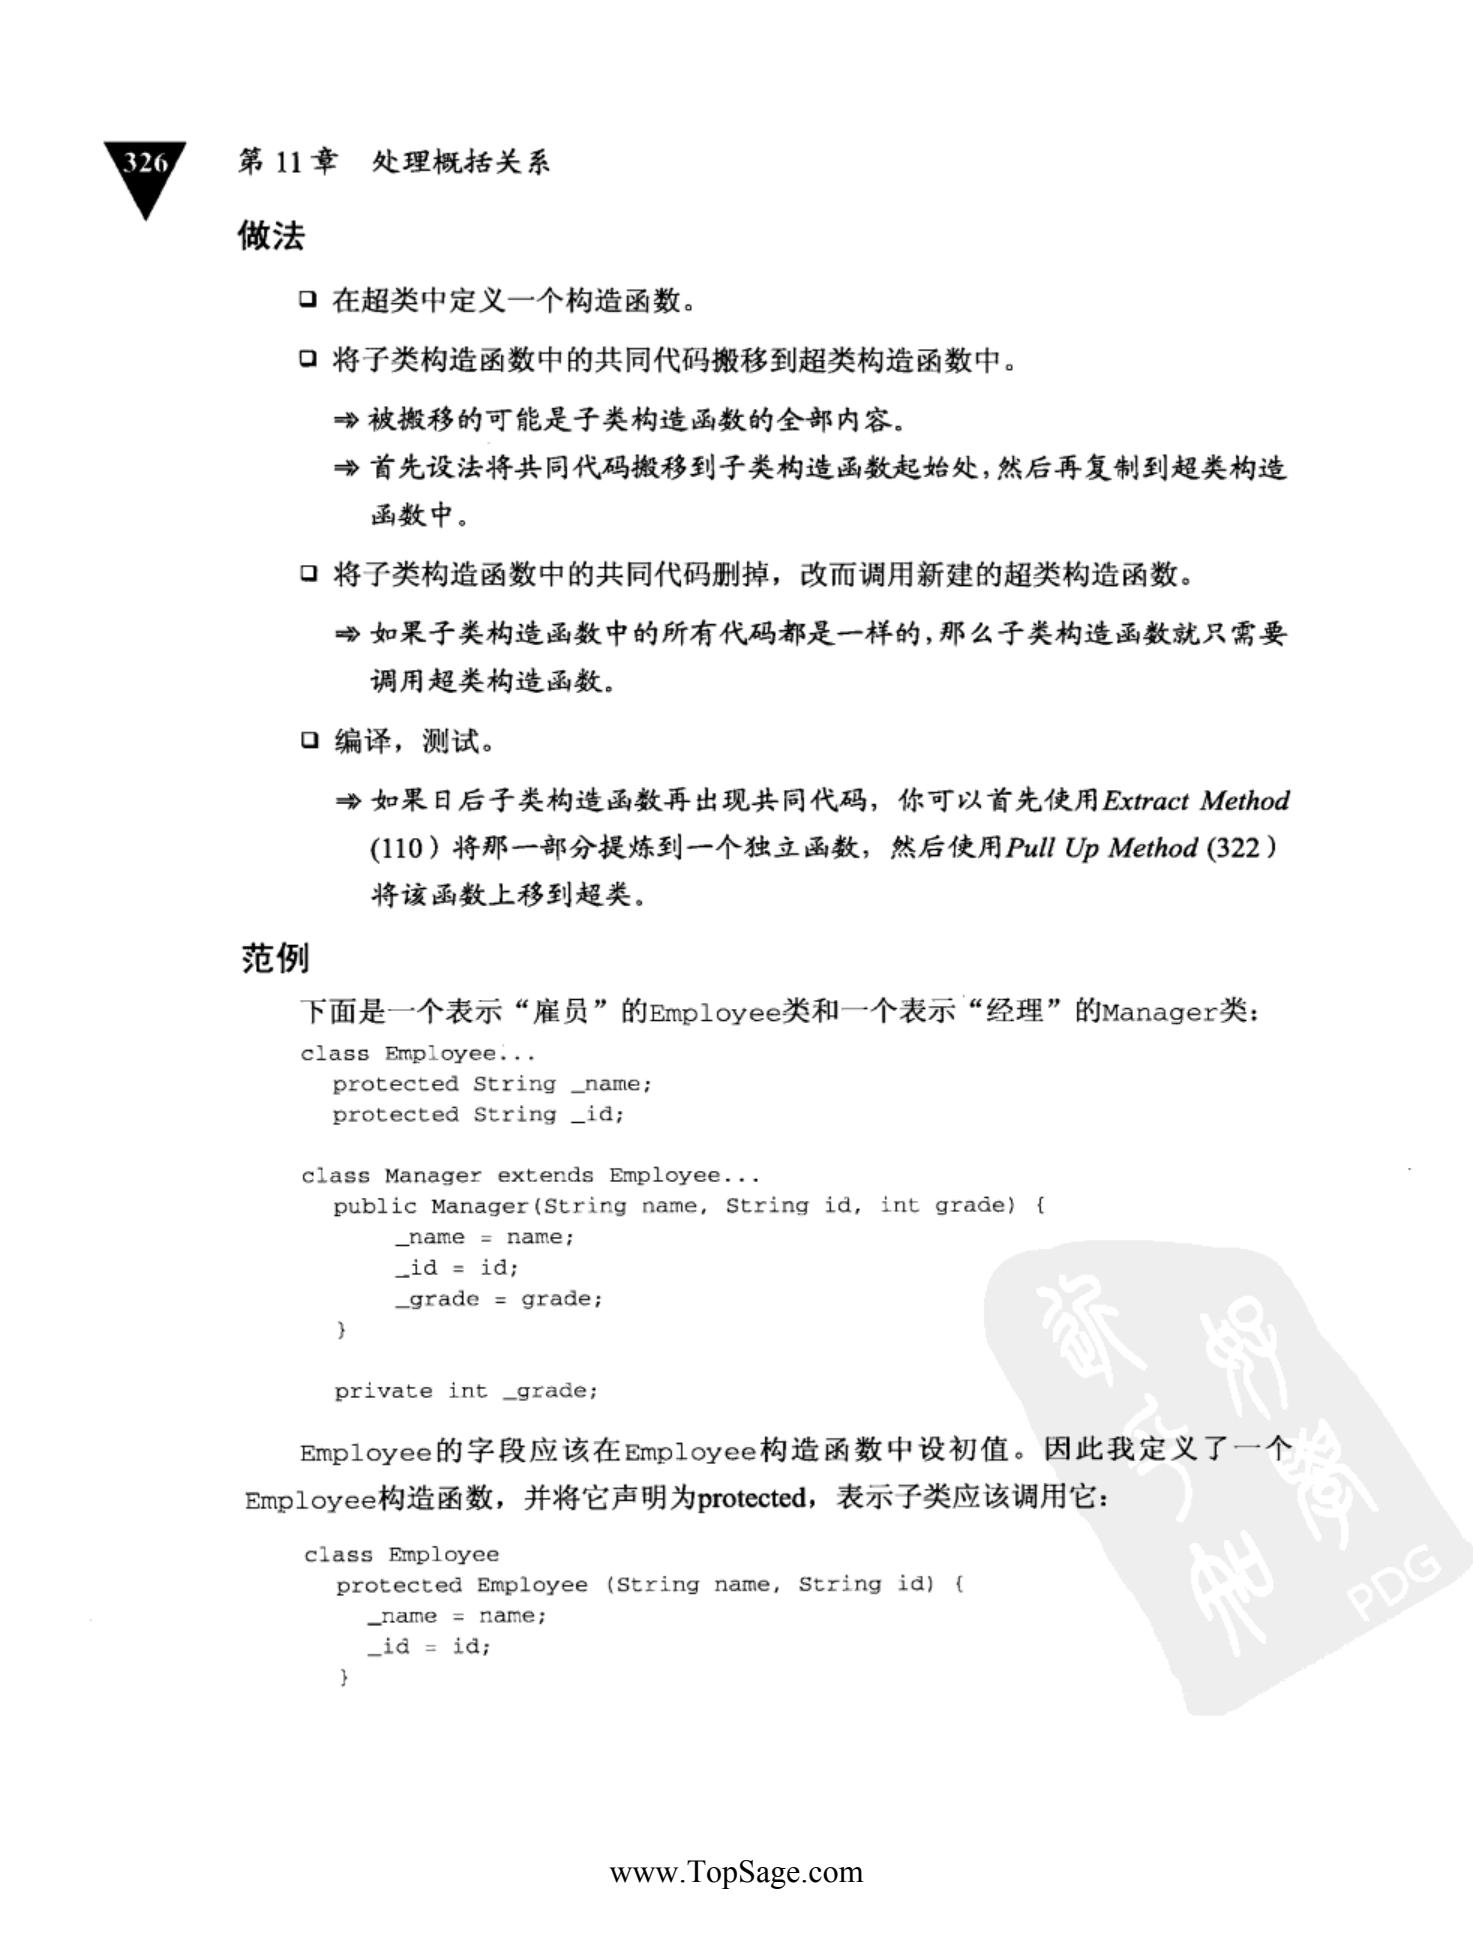 326
第 11 章 处理概括关系
做法
❑ 在超类中定义一个构造函数。
❑ 将子类构造函数中的共同代码搬移到超类构造函数中。
⇒ 被搬移的可能是子类构造函数的全部内容。
⇒ 首先设法将共同代码搬移到子类构造函数起始处,然后再复制到超类构造
函数中。
❑ 将子类构造函数中的共同代码删掉，改而调用新建的超类构造函数。
⇒ 如果子类构造函数中的所有代码都是一样的,那么子类构造函数就只需要
调用超类构造函数。
❑ 编译，测试。
⇒ 如果日后子类构造函数再出现共同代码，你可以首先使用Extract Method
(110）将那一部分提炼到一个独立函数，然后使用Pull Up Method (322）
将该函数上移到超类。
范例
下面是一个表示“雇员”的Employee类和一个表示“经理”的Manager类：
class Employee...
protected String _name;
protected String _id;
class Manager extends Employee...
public Manager(String name, String id, int grade) {
_name = name;
_id = id;
_grade = grade;
}
private int _grade;
Employee的字段应该在Employee构造函数中设初值。因此我定义了一个
Employee构造函数，并将它声明为protected，表示子类应该调用它：
class Employee
protected Employee (String name, String id) {
_name = name;
_id = id;
}
PDG
www.TopSage.com